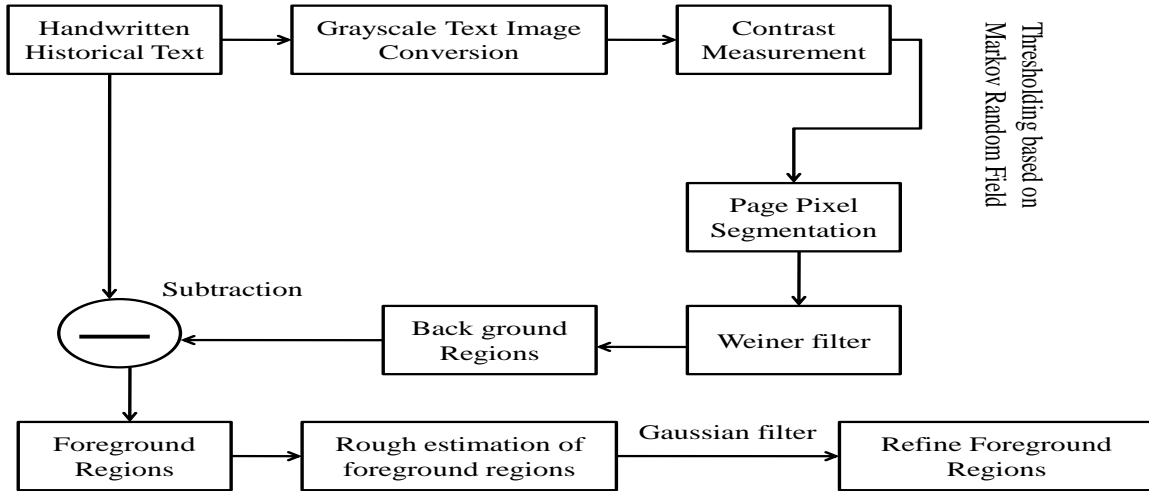 Handwritten
Historical Text
Grayscale Text Image
Conversion
Contrast
Measurement
Thresholding based on
Markov Random Field
Page Pixel
Segmentation
Subtraction
Back ground
Regions
Weiner filter
Foreground
Regions
Rough estimation of
foreground regions
Gaussian filter
Refine Foreground
Regions